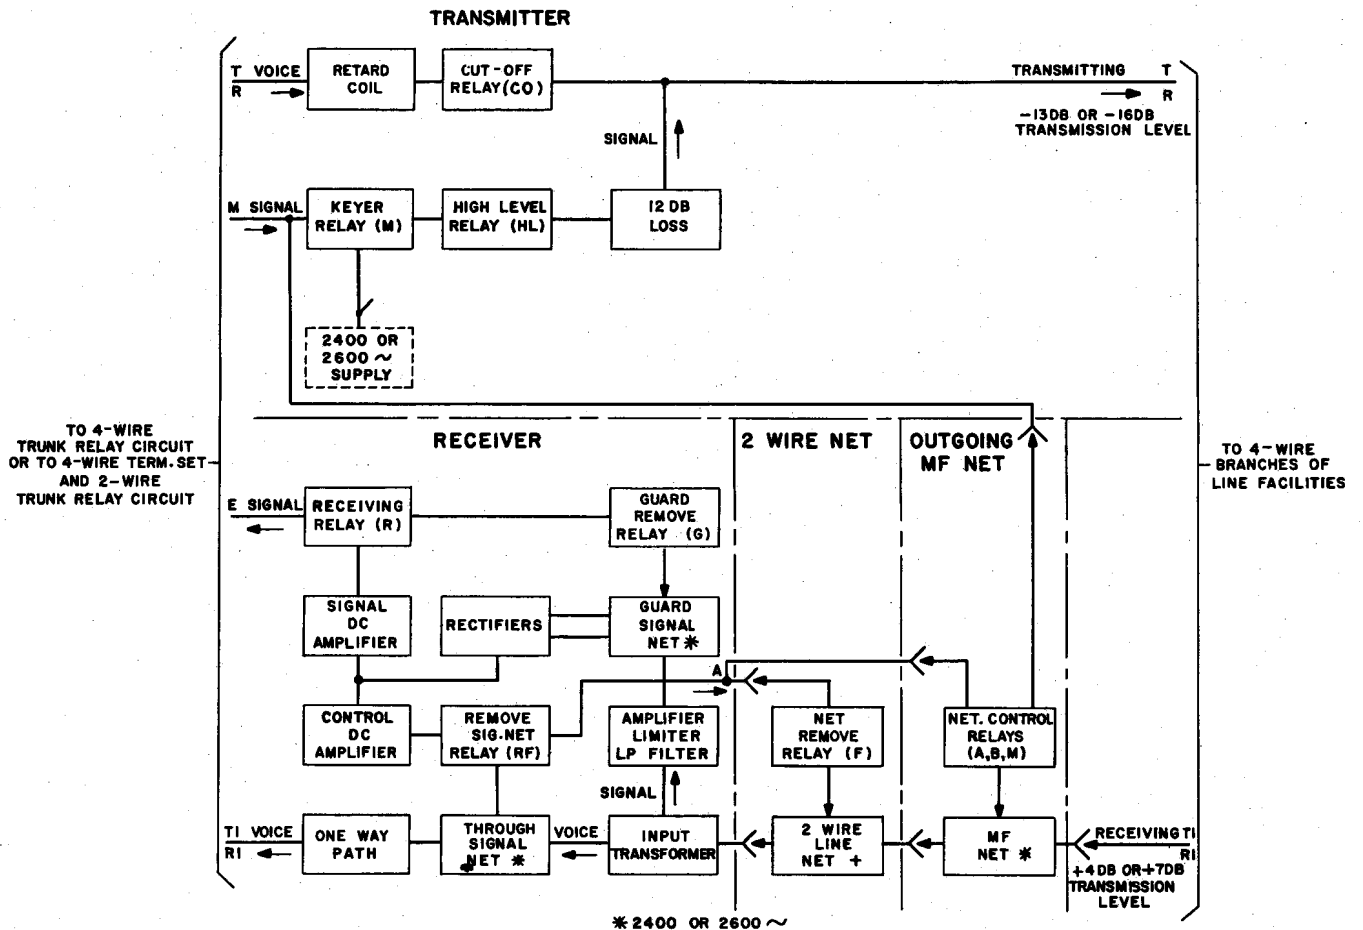 TRANSMITTER
T VOICE
R
RETARD
COIL
CUT-OFF
RELAY(CO)
TRANSMITTING T
R
-13DB OR -16DB
TRANSMISSION LEVEL
SIGNAL
M SIGNAL
KEYER
RELAY (M)
HIGH LEVEL
RELAY (HL)
12 DB
LOSS
2400 OR
2600 ~
SUPPLY
TO 4-WIRE
TRUNK RELAY CIRCUIT
OR TO 4-WIRE TERM. SET
AND 2-WIRE
TRUNK RELAY CIRCUIT
RECEIVER
2 WIRE NET
OUTGOING
MF NET
TO 4-WIRE
BRANCHES OF
LINE FACILITIES
E SIGNAL
RECEIVING
RELAY (R)
GUARD
REMOVE
RELAY (G)
SIGNAL
DC
AMPLIFIER
RECTIFIERS
GUARD
SIGNAL
NET *
A
CONTROL
DC
AMPLIFIER
REMOVE
SIG. NET
RELAY (RF)
AMPLIFIER
LIMITER
LP FILTER
NET
REMOVE
RELAY (F)
NET. CONTROL
RELAYS
(A,B,M)
SIGNAL
T1 VOICE
R1
ONE WAY
PATH
THROUGH
SIGNAL
NET *
VOICE
INPUT
TRANSFORMER
2 WIRE
LINE
NET +
MF
NET *
RECEIVING T1
R1
+4DB OR +7DB
TRANSMISSION
LEVEL
* 2400 OR 2600 ~